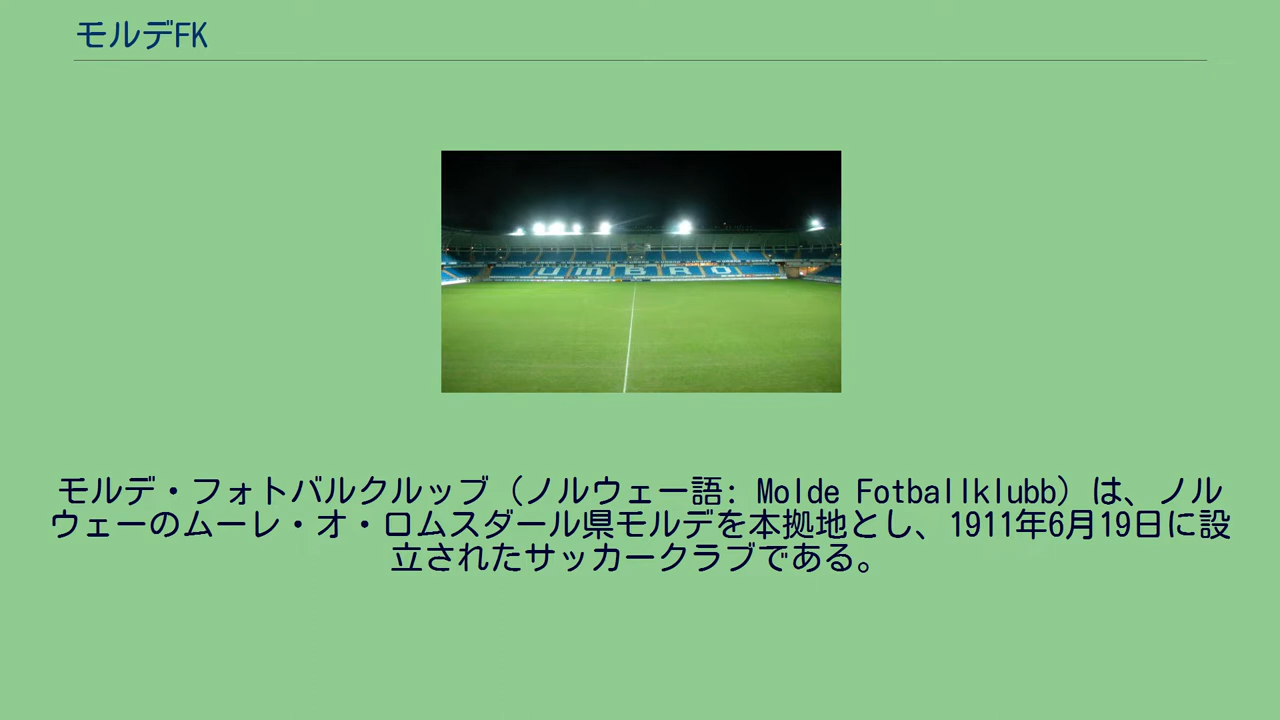 モルデFK
UMBRO
モルデ・フォトバルクルッブ（ノルウェー語: Molde Fotballklubb）は、ノル
ウェーのムーレ・オ・ロムスダール県モルデを本拠地とし、1911年6月19日に設
立されたサッカークラブである。